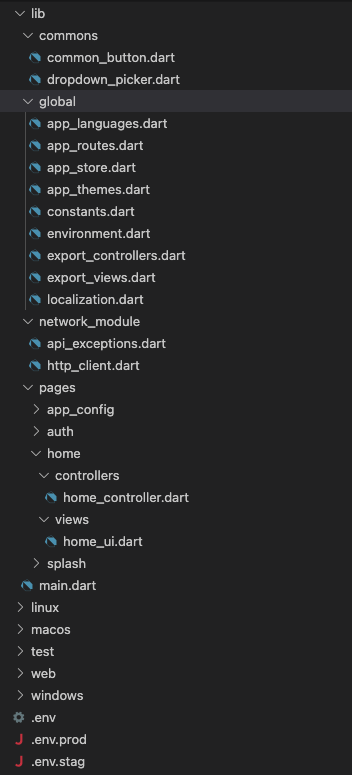 lib
commons
common_button.dart
dropdown_picker.dart
global
app_languages.dart
app_routes.dart
app_store.dart
app_themes.dart
constants.dart
environment.dart
export_controllers.dart
export_views.dart
localization.dart
network_module
api_exceptions.dart
http_client.dart
pages
app_config
auth
home
controllers
home_controller.dart
views
home_ui.dart
splash
main.dart
linux
macos
test
web
windows
.env
J .env.prod
J .env.stag